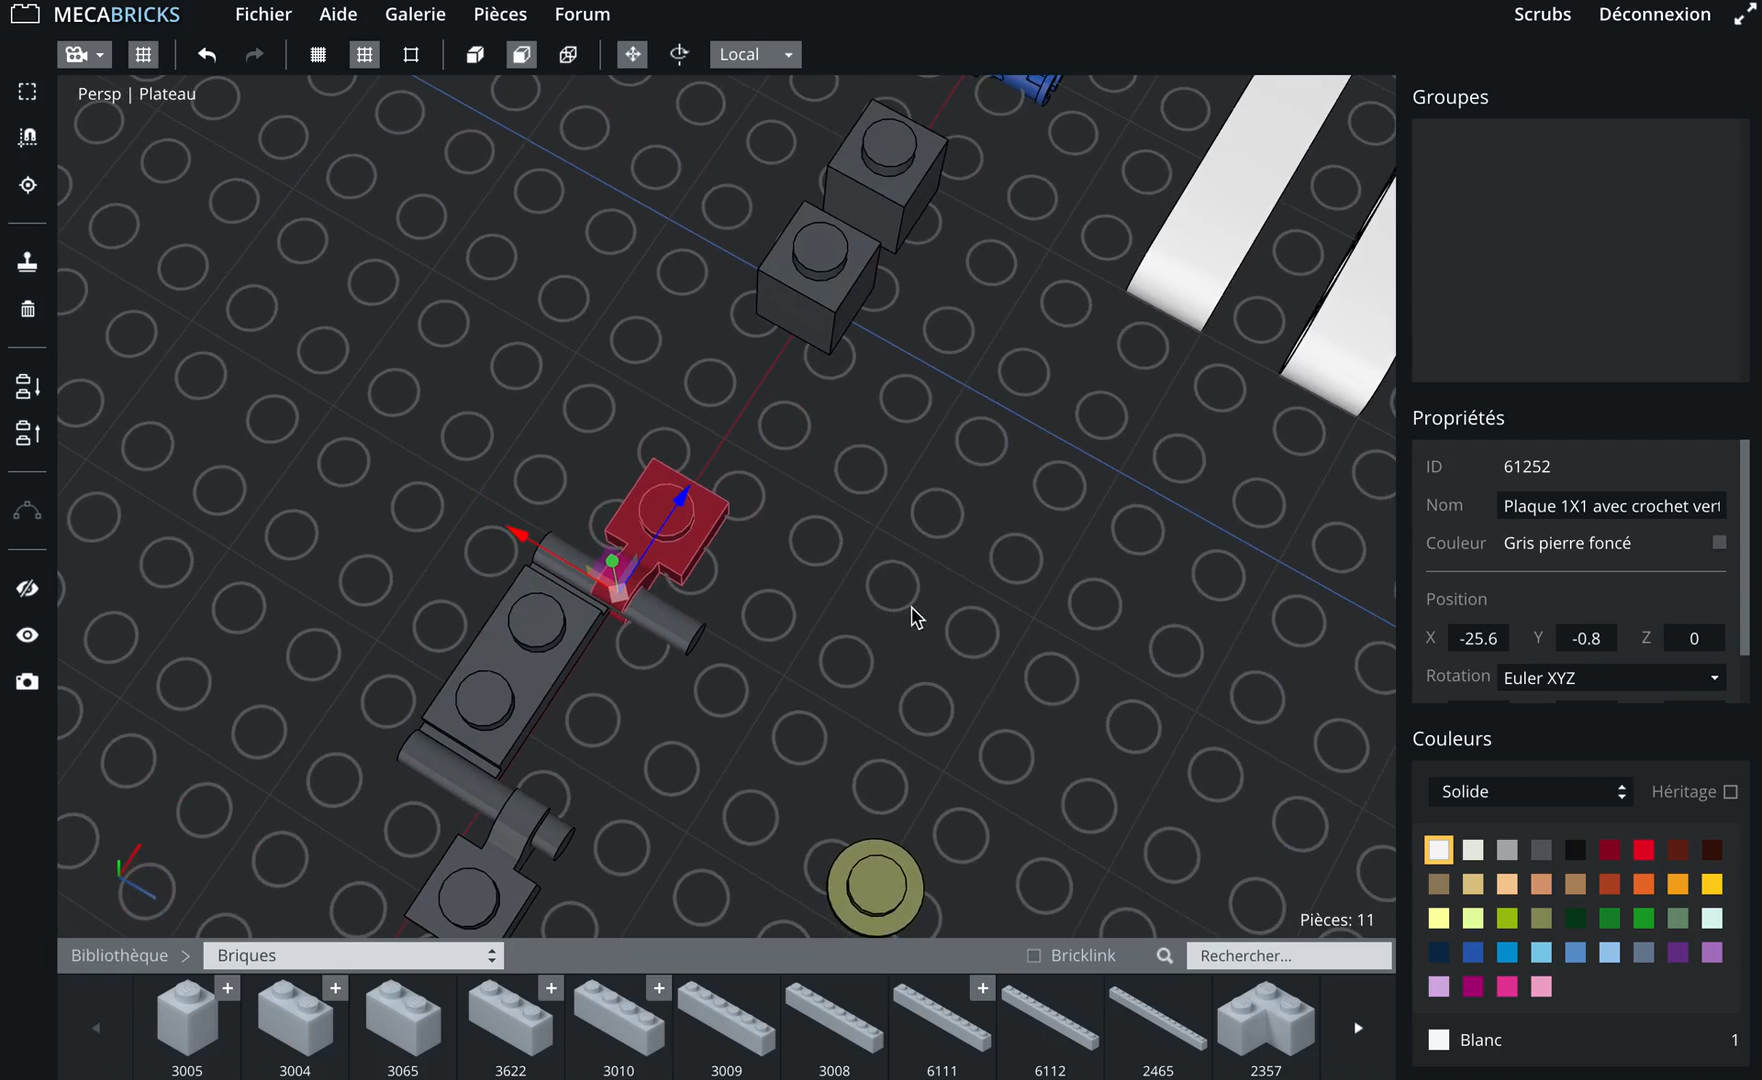 MECABRICKS Fichier Aide Galerie Pièces Forum Scrubs Déconnexion
Local
Persp | Plateau
Groupes
Propriétés
ID 61252
Nom Plaque 1X1 avec crochet vert
Couleur Gris pierre foncé
Position
X -25.6 Y -0.8 Z 0
Rotation Euler XYZ
Couleurs
Solide Héritage
Pièces: 11
Bibliothèque > Briques Bricklink Rechercher...
3005 3004 3065 3622 3010 3009 3008 6111 6112 2465 2357
Blanc 1